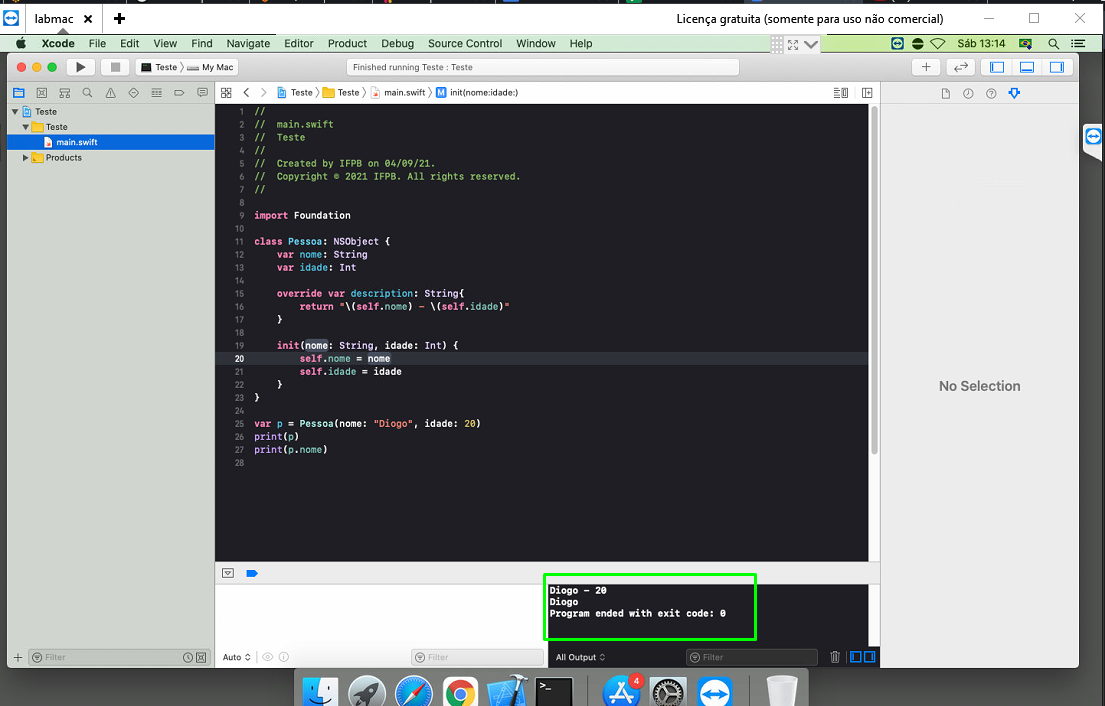 labmac
Licença gratuita (somente para uso não comercial)
Xcode File Edit View Find Navigate Editor Product Debug Source Control Window Help
Sáb 13:14
Teste 〉 My Mac
Finished running Teste : Teste
Teste 〉 Teste 〉 main.swift 〉 M init(nome:idade:)
Teste
Teste
main.swift
Products
1 //
2 //  main.swift
3 //  Teste
4 //
5 //  Created by IFPB on 04/09/21.
6 //  Copyright © 2021 IFPB. All rights reserved.
7 //
8
9 import Foundation
10
11 class Pessoa: NSObject {
12     var nome: String
13     var idade: Int
14
15     override var description: String{
16         return "\(self.nome) - \(self.idade)"
17     }
18
19     init(nome: String, idade: Int) {
20         self.nome = nome
21         self.idade = idade
22     }
23 }
24
25 var p = Pessoa(nome: "Diogo", idade: 20)
26 print(p)
27 print(p.nome)
28
No Selection
Diogo - 20
Diogo
Program ended with exit code: 0
Filter
Auto
Filter
All Output
Filter
>_
4